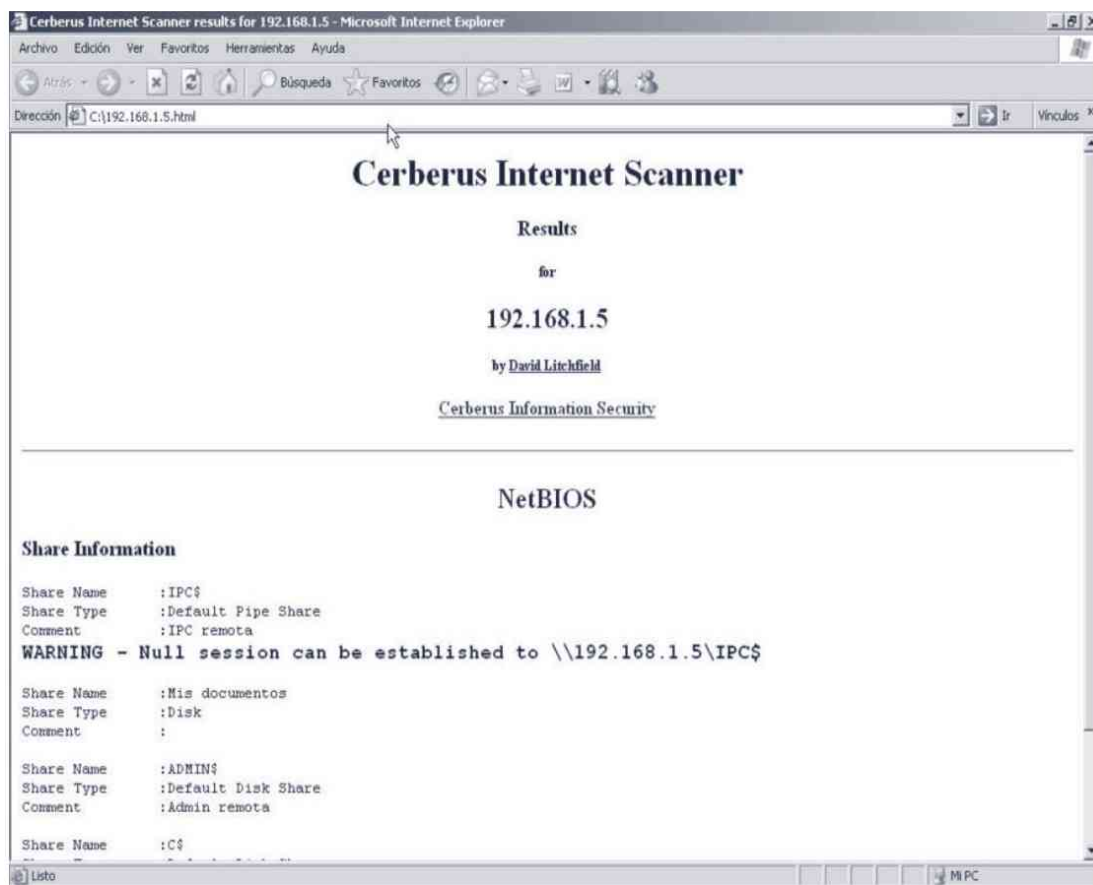 Cerberus Internet Scanner results for 192.168.1.5 - Microsoft Internet Explorer
Archivo Edición Ver Favoritos Herramientas Ayuda
Atrás Búsqueda Favoritos
Dirección C:\192.168.1.5.html Ir Vínculos
Cerberus Internet Scanner
Results
for
192.168.1.5
by David Litchfield
Cerberus Information Security
NetBIOS
Share Information
Share Name :IPC$
Share Type :Default Pipe Share
Comment :IPC remota
WARNING - Null session can be established to \\192.168.1.5\IPC$
Share Name :Mis documentos
Share Type :Disk
Comment :
Share Name :ADMIN$
Share Type :Default Disk Share
Comment :Admin remota
Share Name :C$
Listo Mi PC